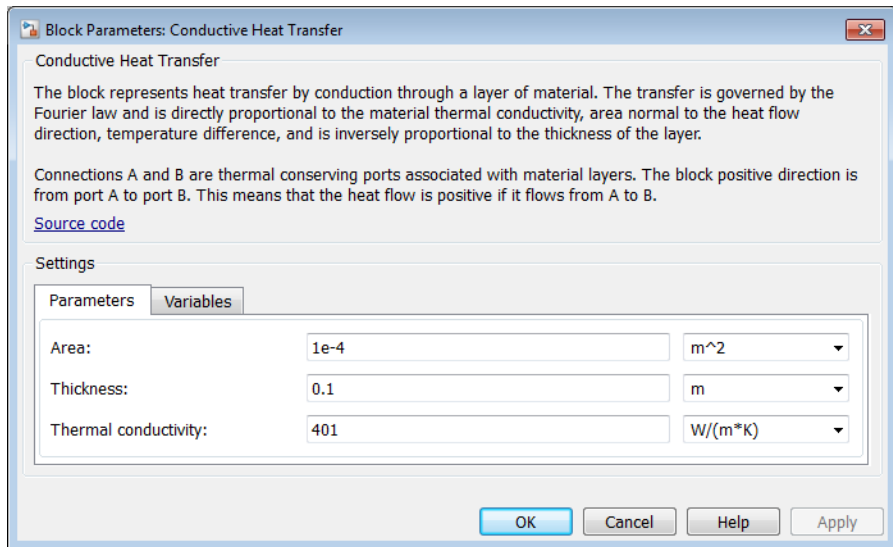 Block Parameters: Conductive Heat Transfer
Conductive Heat Transfer
The block represents heat transfer by conduction through a layer of material. The transfer is governed by the
Fourier law and is directly proportional to the material thermal conductivity, area normal to the heat flow
direction, temperature difference, and is inversely proportional to the thickness of the layer.
Connections A and B are thermal conserving ports associated with material layers. The block positive direction is
from port A to port B. This means that the heat flow is positive if it flows from A to B.
Source code
Settings
Parameters Variables
Area: 1e-4 m^2
Thickness: 0.1 m
Thermal conductivity: 401 W/(m*K)
OK Cancel Help Apply